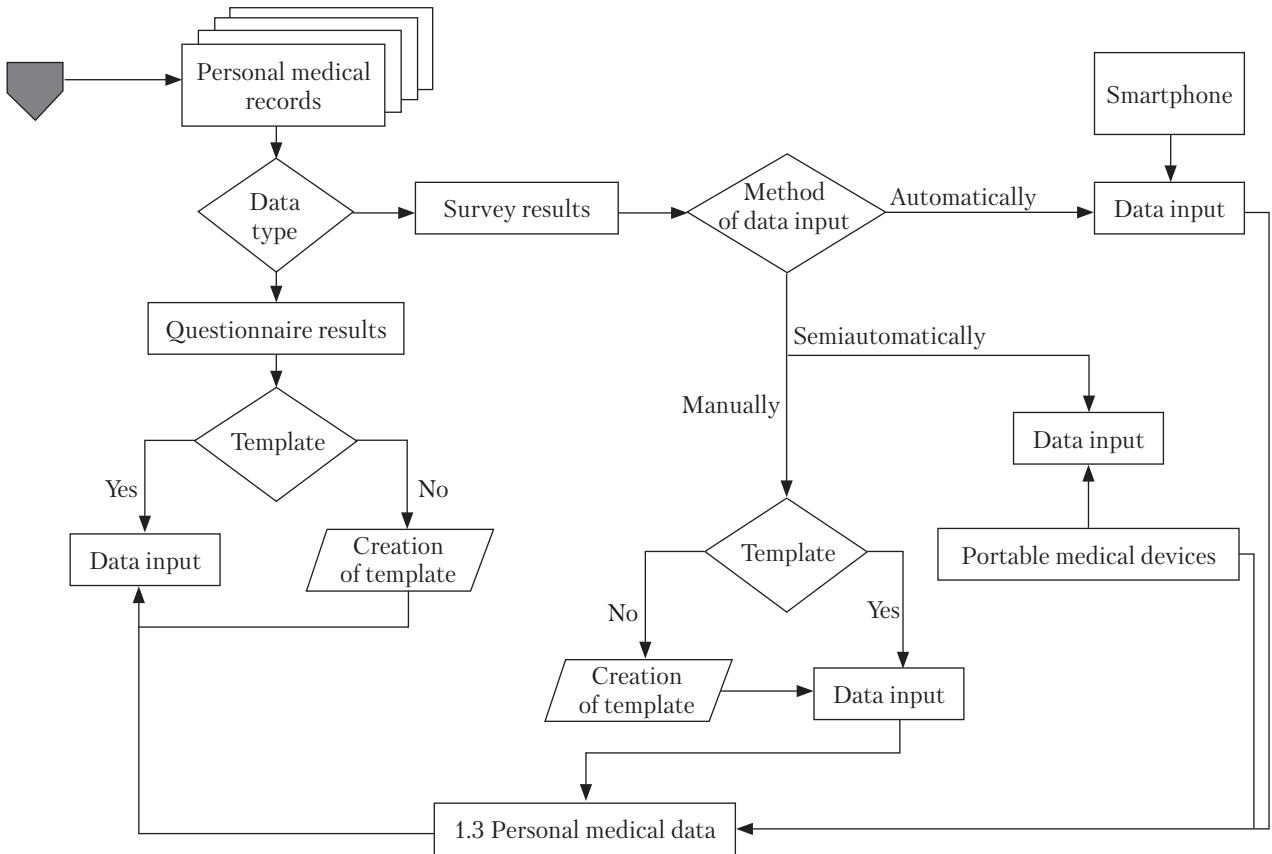 Personal medical
records
Smartphone
Data
type
Survey results
Method
of data input
Automatically
Data input
Questionnaire results
Semiautomatically
Manually
Template
Yes
No
Data input
Data input
Creation
of template
Portable medical devices
Template
No
Yes
Creation
of template
Data input
1.3 Personal medical data